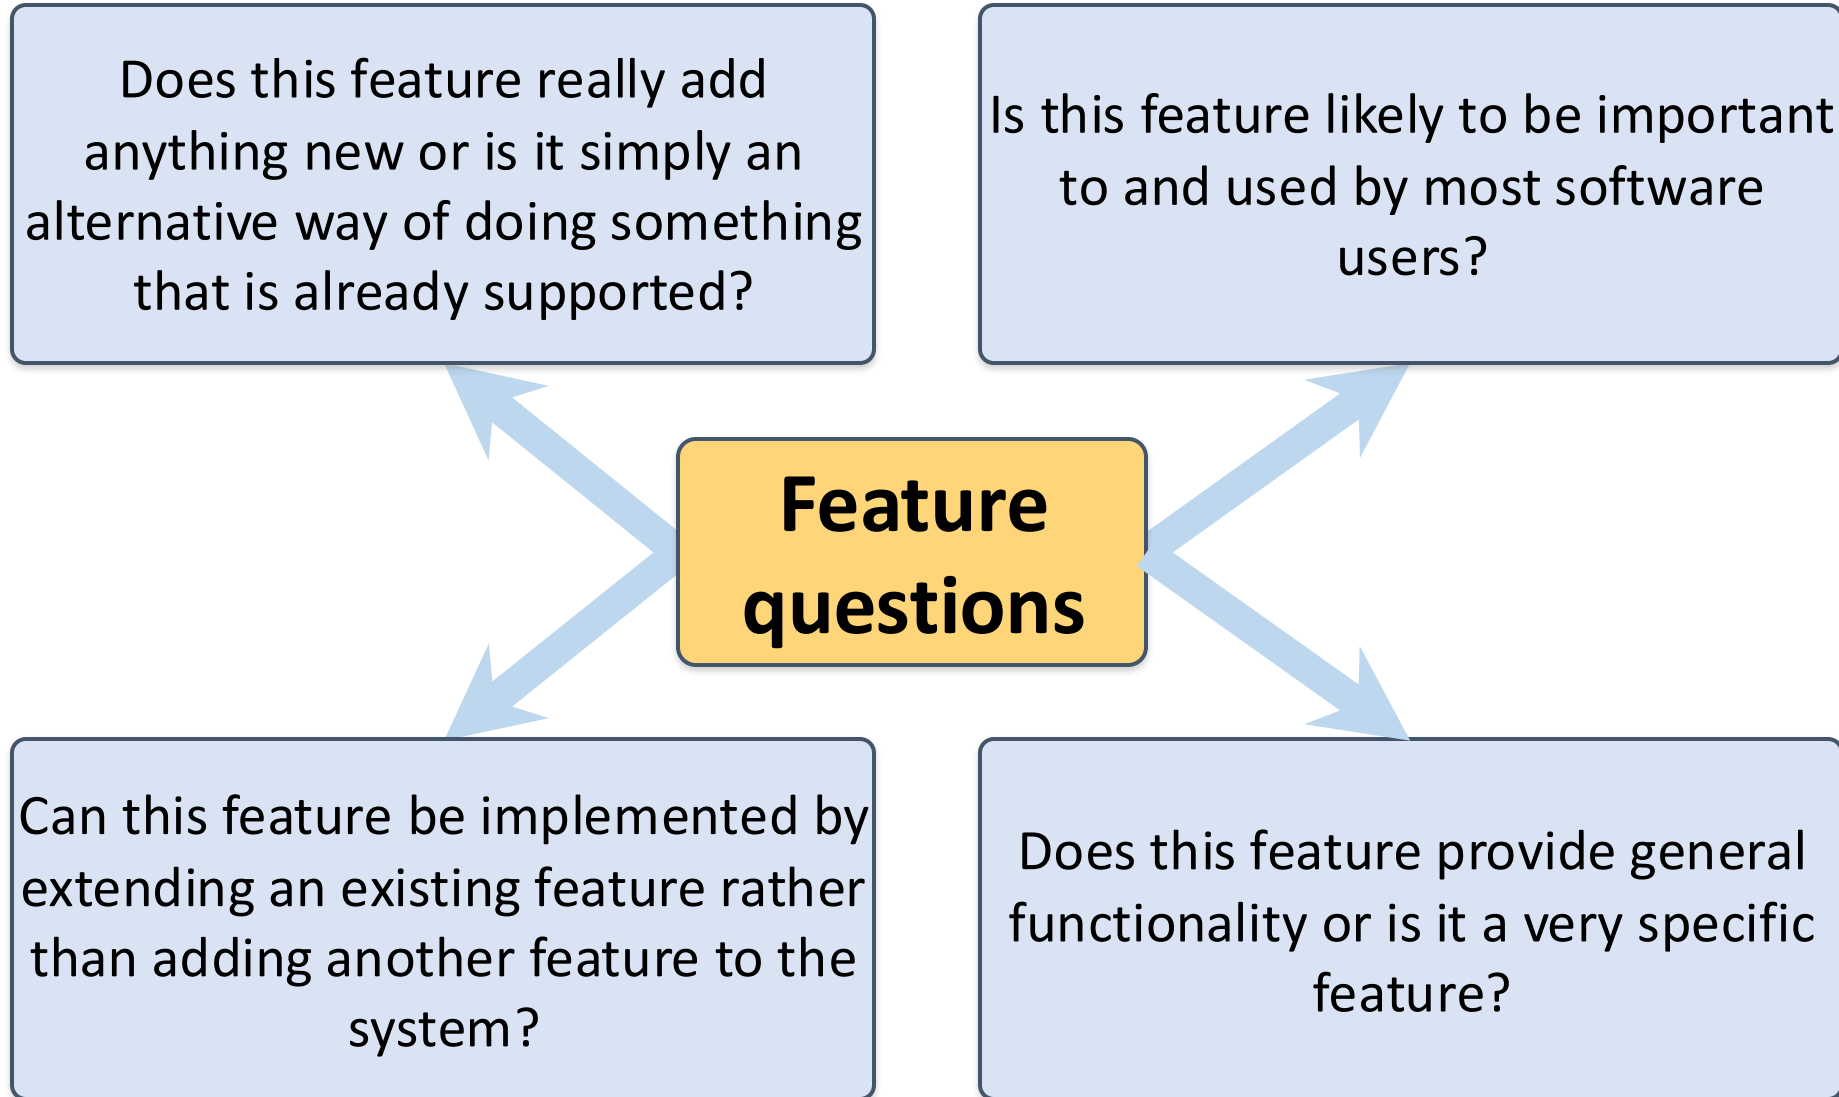 Does this feature really add
anything new or is it simply an
alternative way of doing something
that is already supported?
Is this feature likely to be important
to and used by most software
users?
Feature
questions
Can this feature be implemented by
extending an existing feature rather
than adding another feature to the
system?
Does this feature provide general
functionality or is it a very specific
feature?